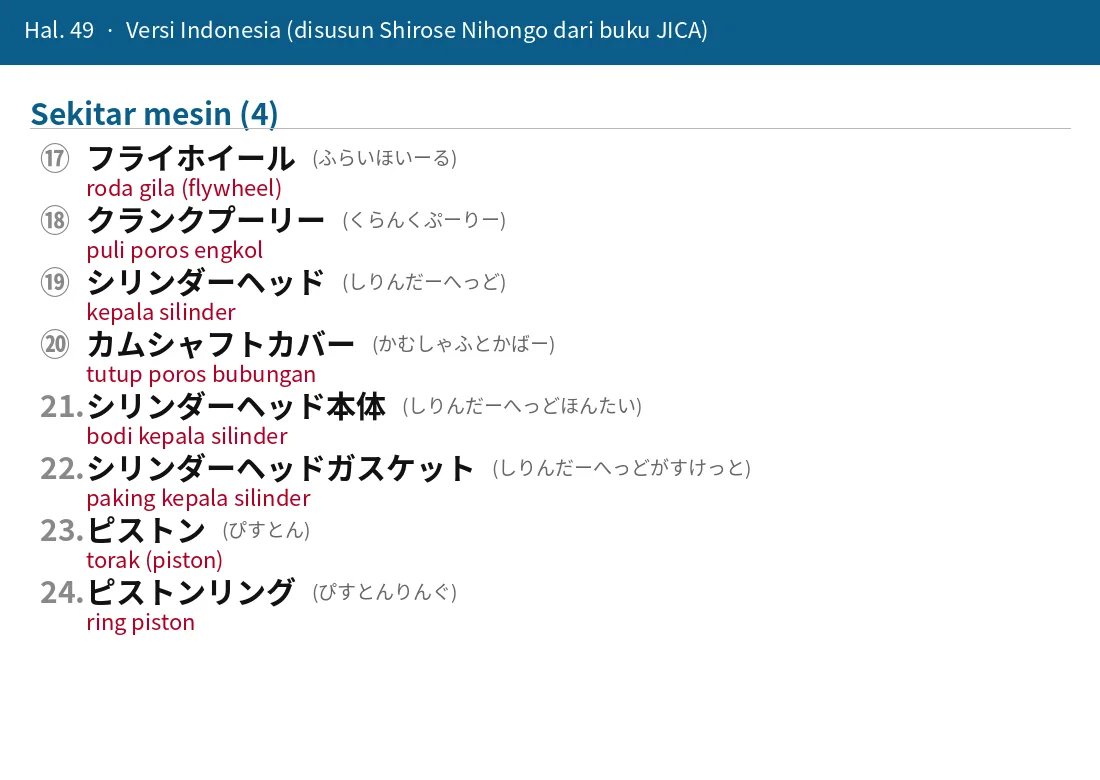 Hal. 49 · Versi Indonesia (disusun Shirose Nihongo dari buku JICA)
Sekitar mesin (4)
⑰ フライホイール (ふらいほいーる)
roda gila (flywheel)
⑱ クランクプーリー (くらんくぷーりー)
puli poros engkol
⑲ シリンダーヘッド (しりんだーへっど)
kepala silinder
⑳ カムシャフトカバー (かむしゃふとかばー)
tutup poros bubungan
21. シリンダーヘッド本体 (しりんだーへっどほんたい)
bodi kepala silinder
22. シリンダーヘッドガスケット (しりんだーへっどがすけっと)
paking kepala silinder
23. ピストン (ぴすとん)
torak (piston)
24. ピストンリング (ぴすとんりんぐ)
ring piston